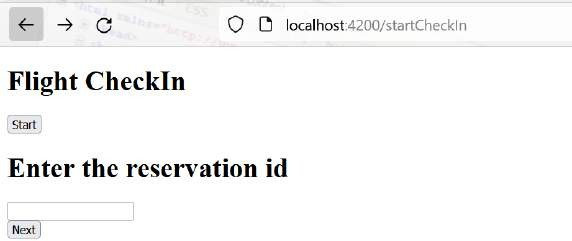 localhost:4200/startCheckIn
Flight CheckIn
Start
Enter the reservation id
Next